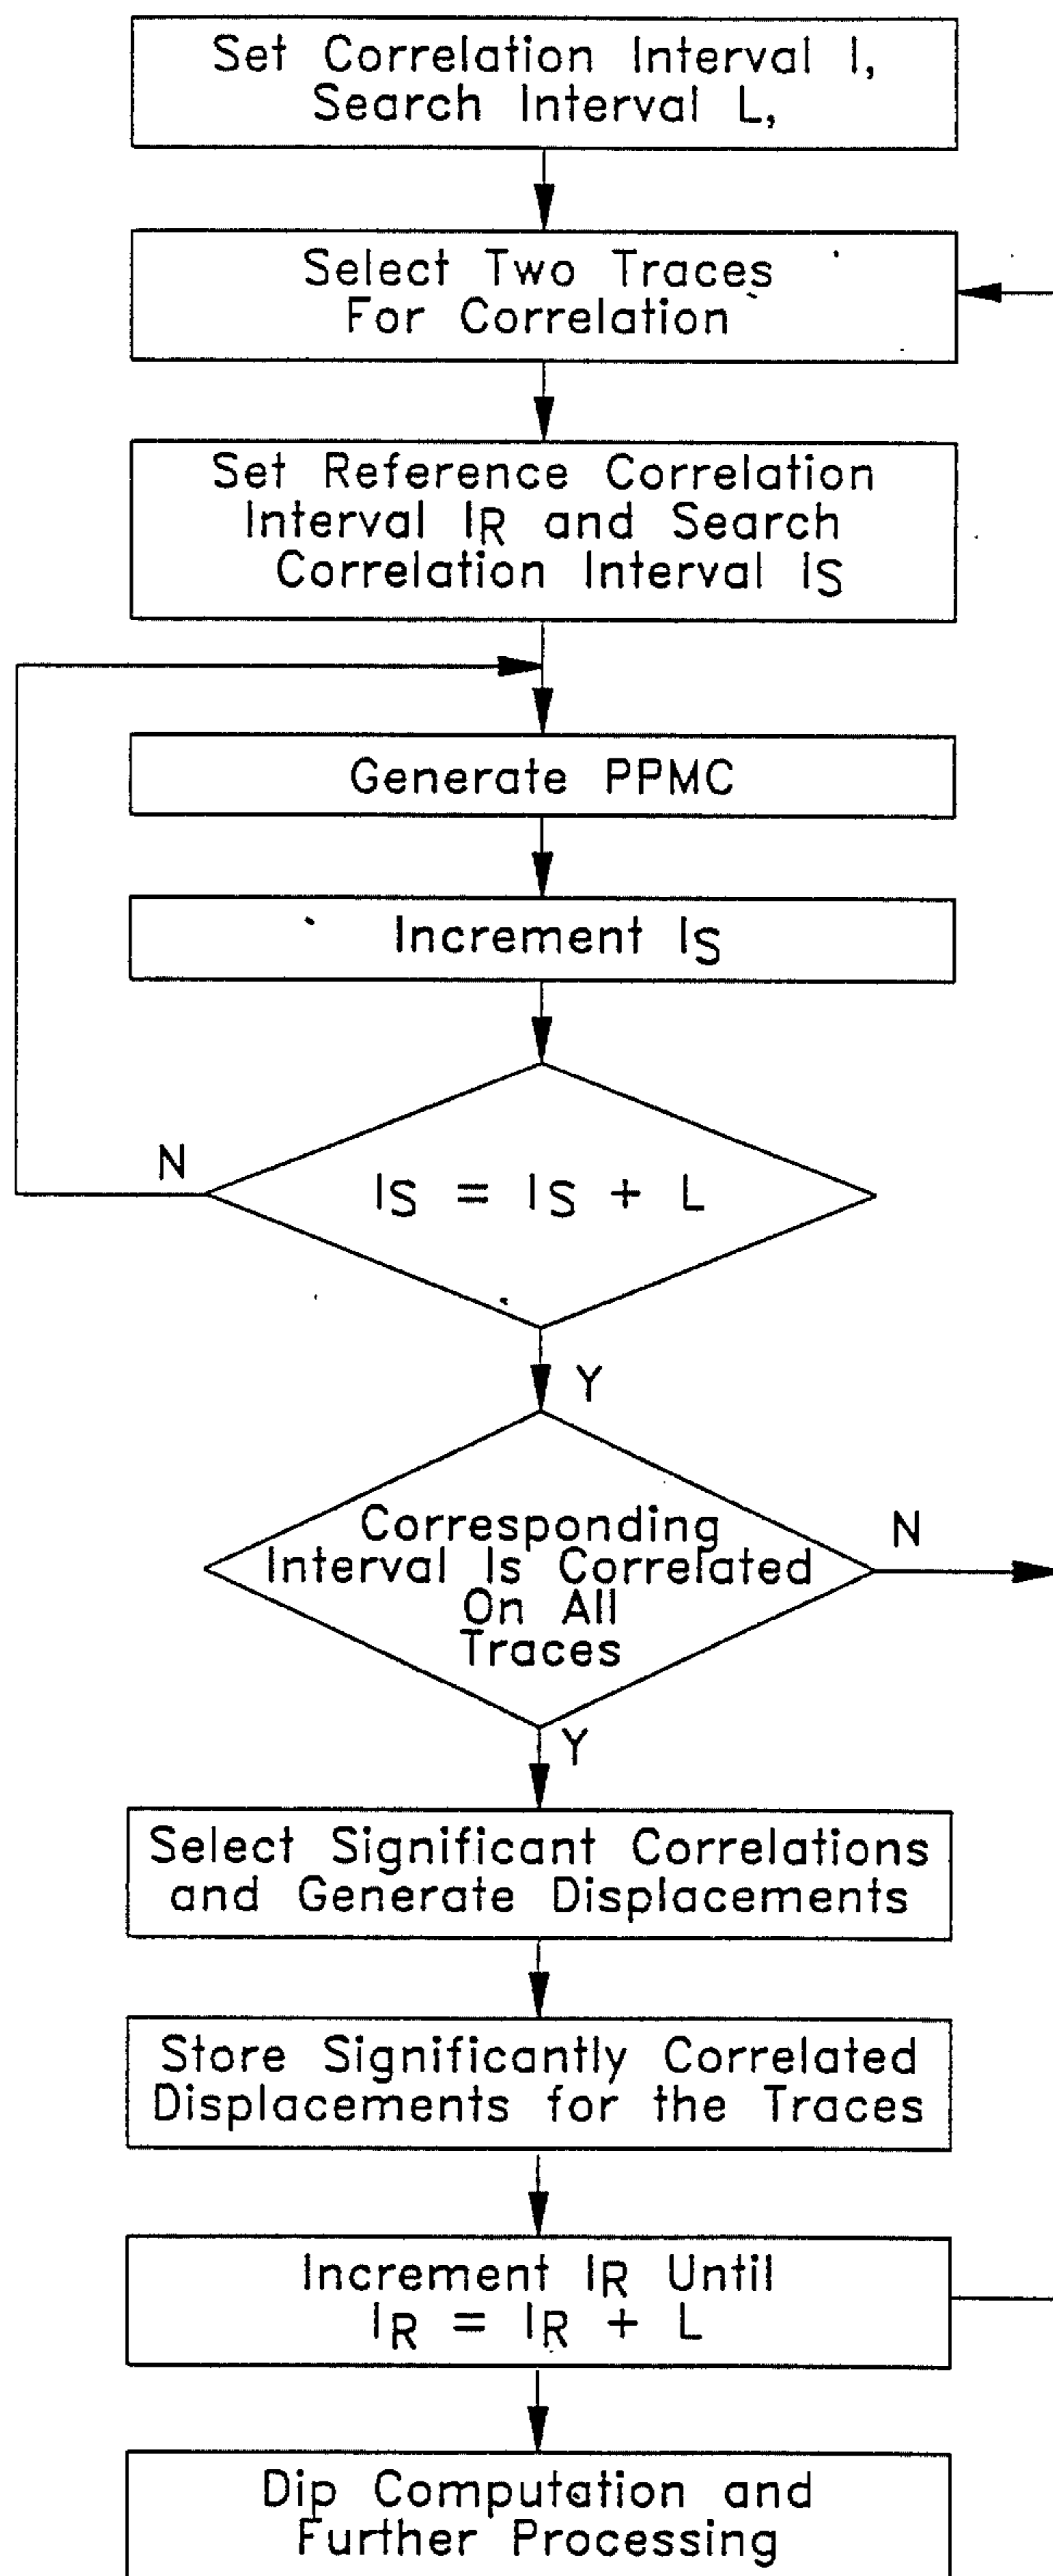 Set Correlation Interval I,
Search Interval L,
Select Two Traces
For Correlation
Set Reference Correlation
Interval IR and Search
Correlation Interval IS
Generate PPMC
Increment IS
N
IS = IS + L
Y
Corresponding
Interval Is Correlated
On All
Traces
N
Y
Select Significant Correlations
and Generate Displacements
Store Significantly Correlated
Displacements for the Traces
Increment IR Until
IR = IR + L
Dip Computation and
Further Processing